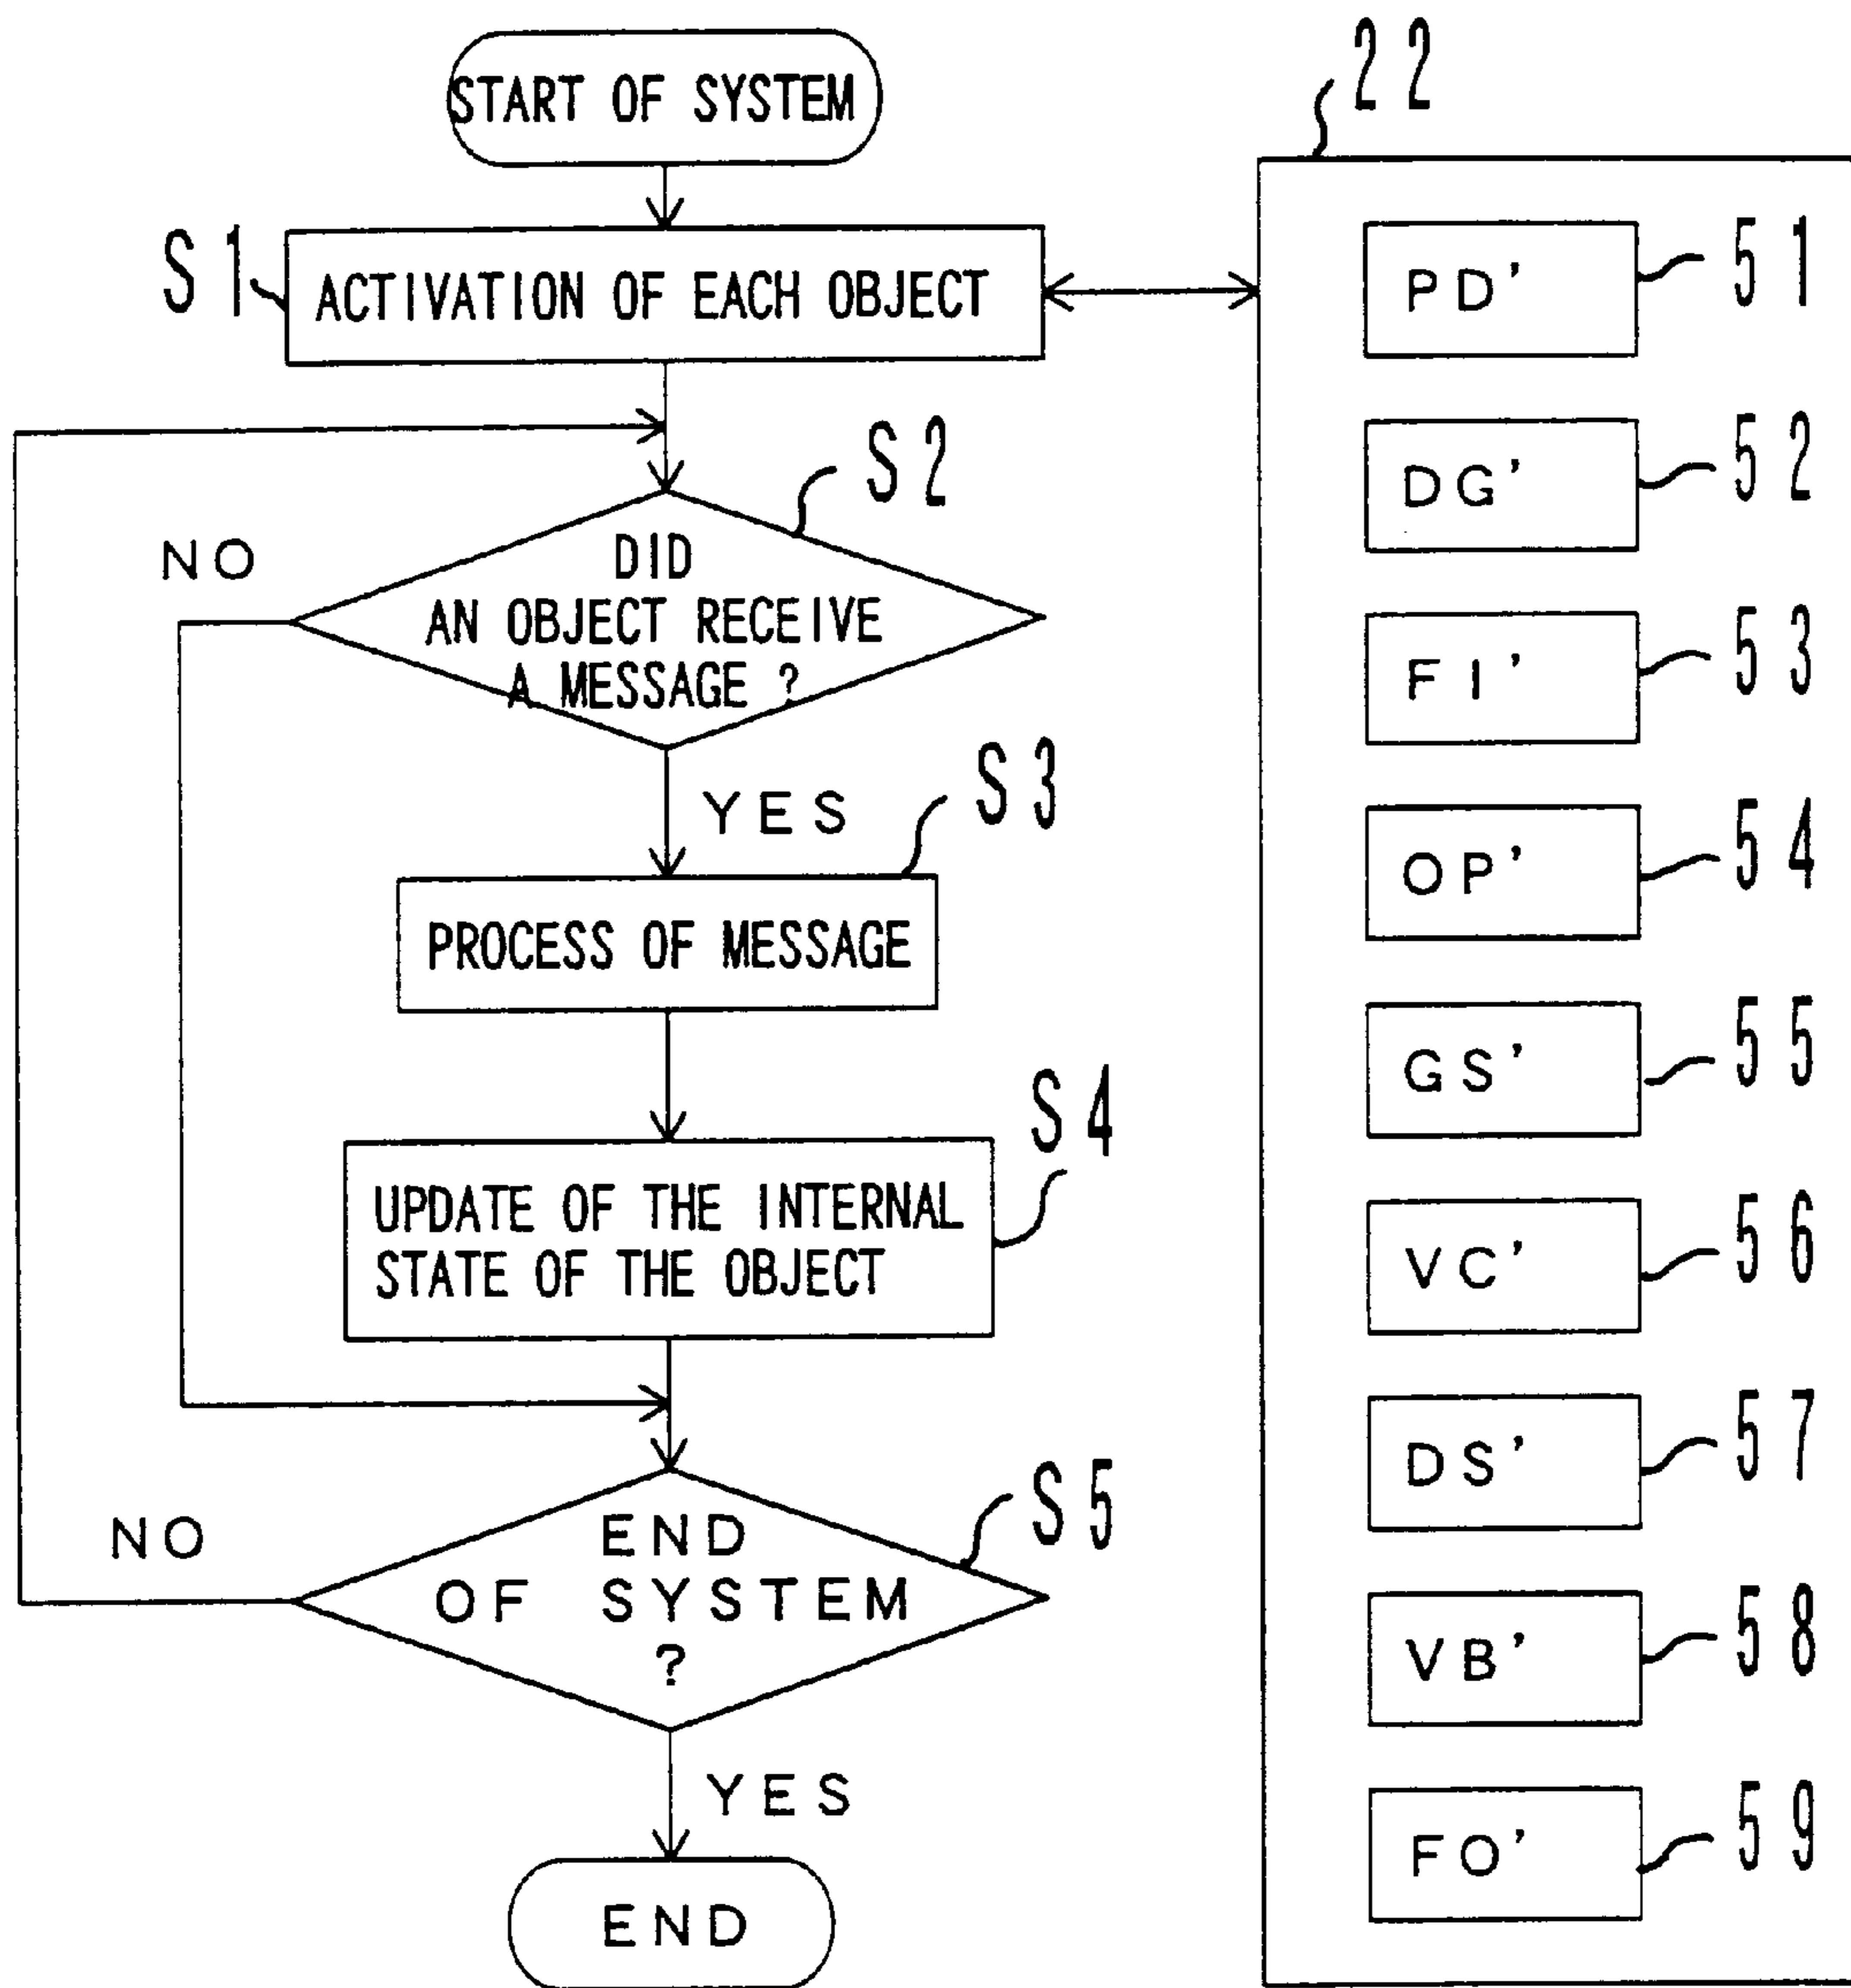 START OF SYSTEM
S1
ACTIVATION OF EACH OBJECT
S2
DID
AN OBJECT RECEIVE
A MESSAGE ?
NO
YES
S3
PROCESS OF MESSAGE
S4
UPDATE OF THE INTERNAL
STATE OF THE OBJECT
S5
END
OF SYSTEM
?
NO
YES
END
22
PD'
51
DG'
52
FI'
53
OP'
54
GS'
55
VC'
56
DS'
57
VB'
58
FO'
59